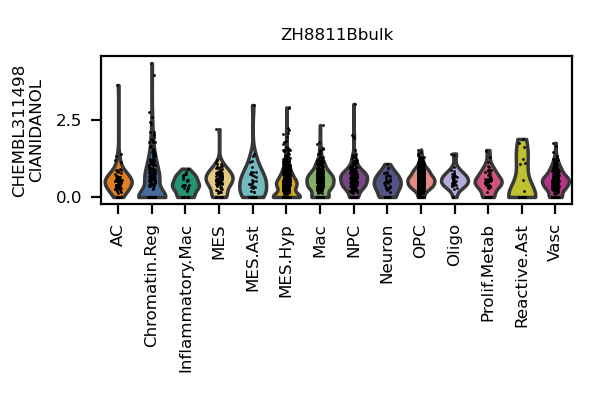 ZH8811Bbulk
CHEMBL311498
CIANIDANOL
2.5
0.0
AC
Chromatin.Reg
Inflammatory.Mac
MES
MES.Ast
MES.Hyp
Mac
NPC
Neuron
OPC
Oligo
Prolif.Metab
Reactive.Ast
Vasc